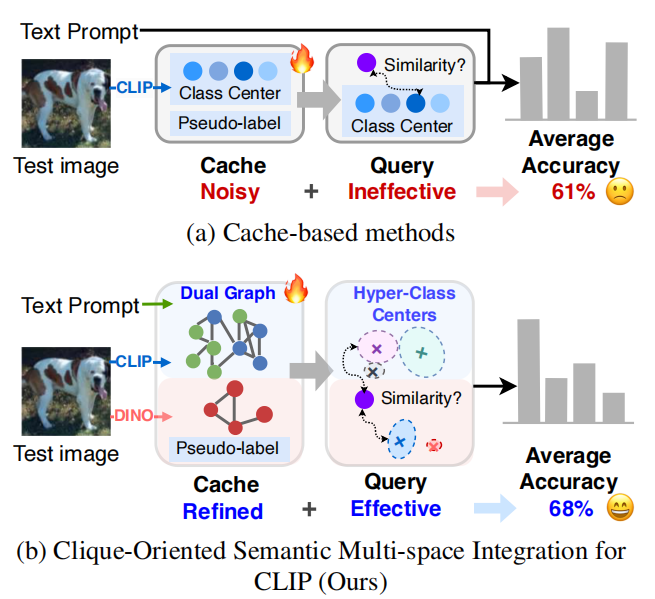 Text Prompt
CLIP
Similarity?
Class Center
Pseudo-label
Class Center
Test image
Cache
Noisy
+
Query
Ineffective
Average
Accuracy
61%
(a) Cache-based methods
Text Prompt
Dual Graph
Hyper-Class
Centers
CLIP
DINO
Similarity?
Pseudo-label
Test image
Cache
Refined
+
Query
Effective
Average
Accuracy
68%
(b) Clique-Oriented Semantic Multi-space Integration for
CLIP (Ours)